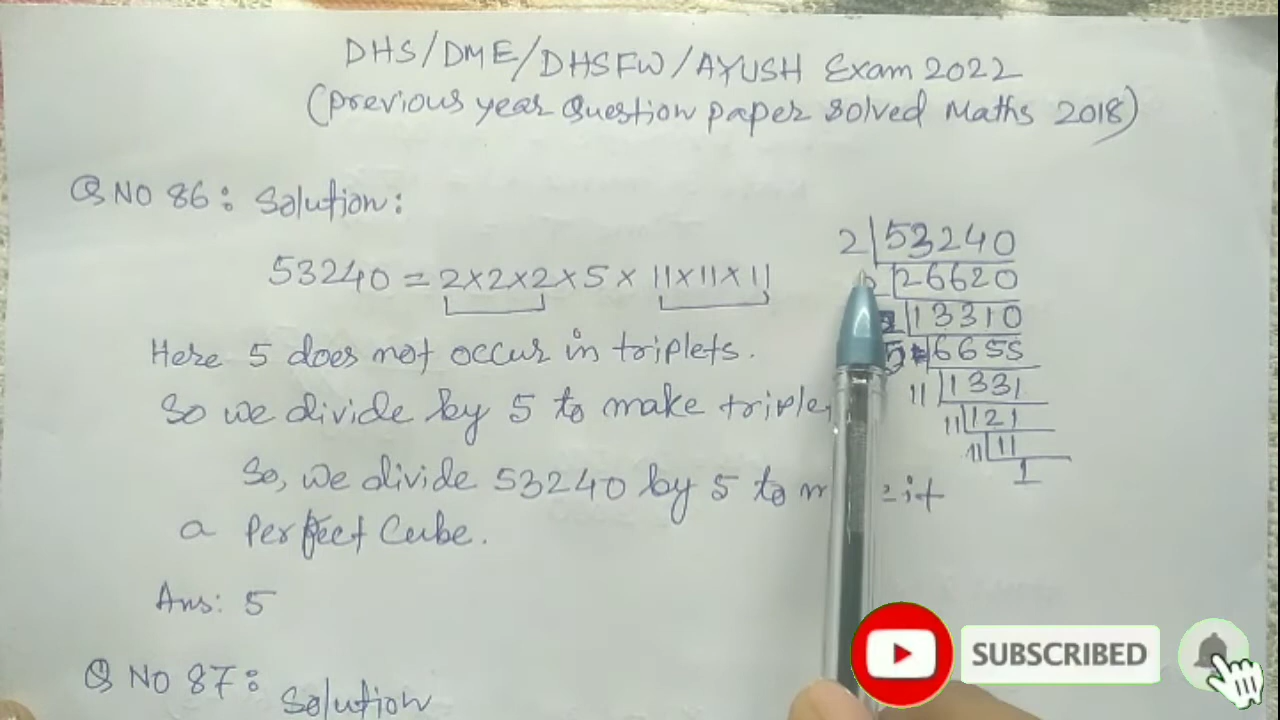 DHS/DME/DHSFW/AYUSH Exam 2022
(previous year Question paper solved Maths 2018)
Q NO 86: Solution:
53240 = 2×2×2×5×11×11×11
Here 5 does not occur in triplets.
So we divide by 5 to make
So, we divide 53240 by 5 to it
a Perfect Cube.
Ans: 5
2 53240
26620
2 13310
5 6655
11 1331
11 121
11 11
1
Q NO 87:
Solution
SUBSCRIBED